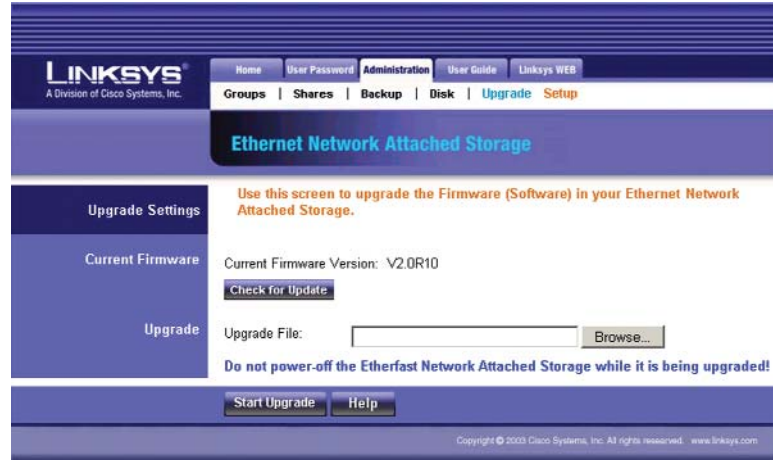 LINKSYS®
A Division of Cisco Systems, Inc.
Home User Password Administration User Guide Linksys WEB
Groups | Shares | Backup | Disk | Upgrade Setup
Ethernet Network Attached Storage
Upgrade Settings
Use this screen to upgrade the Firmware (Software) in your Ethernet Network
Attached Storage.
Current Firmware
Current Firmware Version: V2.0R10
Check for Update
Upgrade
Upgrade File:
Browse...
Do not power-off the Etherfast Network Attached Storage while it is being upgraded!
Start Upgrade Help
Copyright © 2003 Cisco Systems, Inc. All rights reserved. www.linksys.com